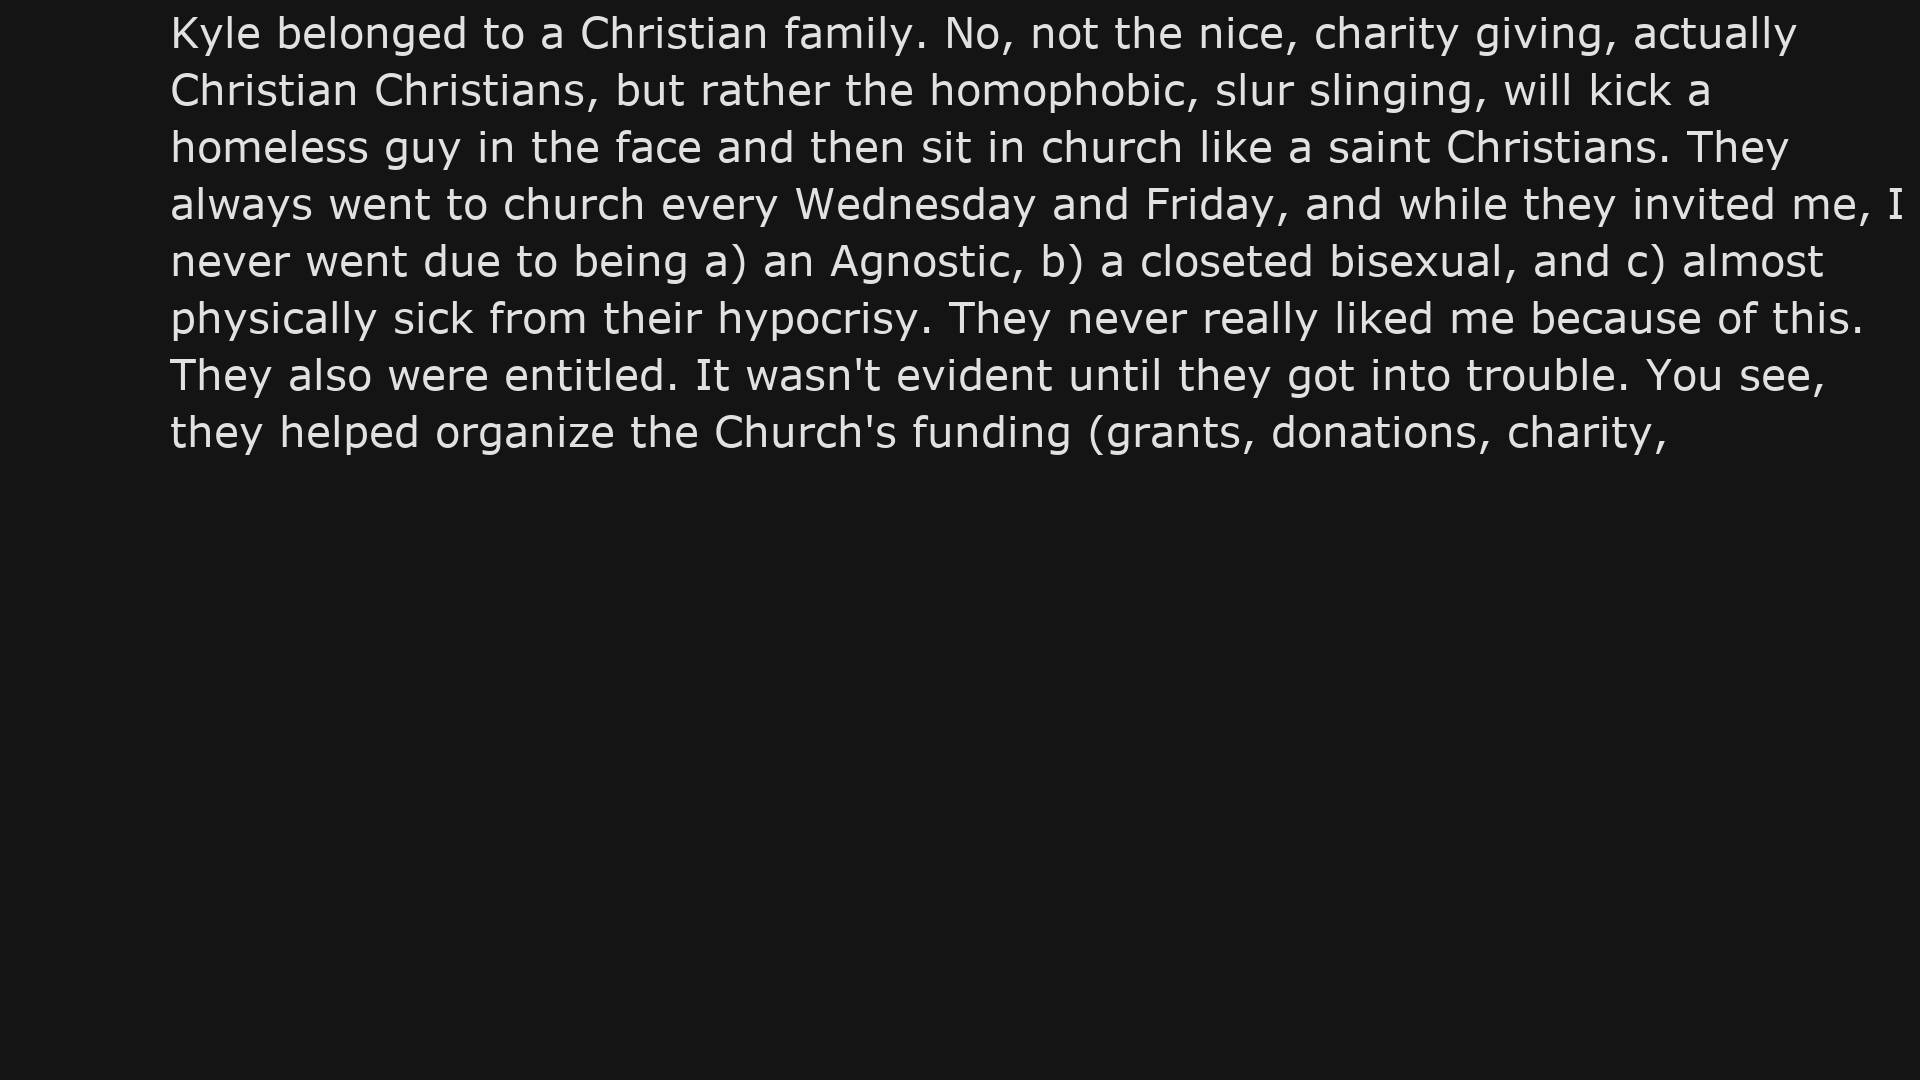 Kyle belonged to a Christian family. No, not the nice, charity giving, actually
Christian Christians, but rather the homophobic, slur slinging, will kick a
homeless guy in the face and then sit in church like a saint Christians. They
always went to church every Wednesday and Friday, and while they invited me, I
never went due to being a) an Agnostic, b) a closeted bisexual, and c) almost
physically sick from their hypocrisy. They never really liked me because of this.
They also were entitled. It wasn't evident until they got into trouble. You see,
they helped organize the Church's funding (grants, donations, charity,